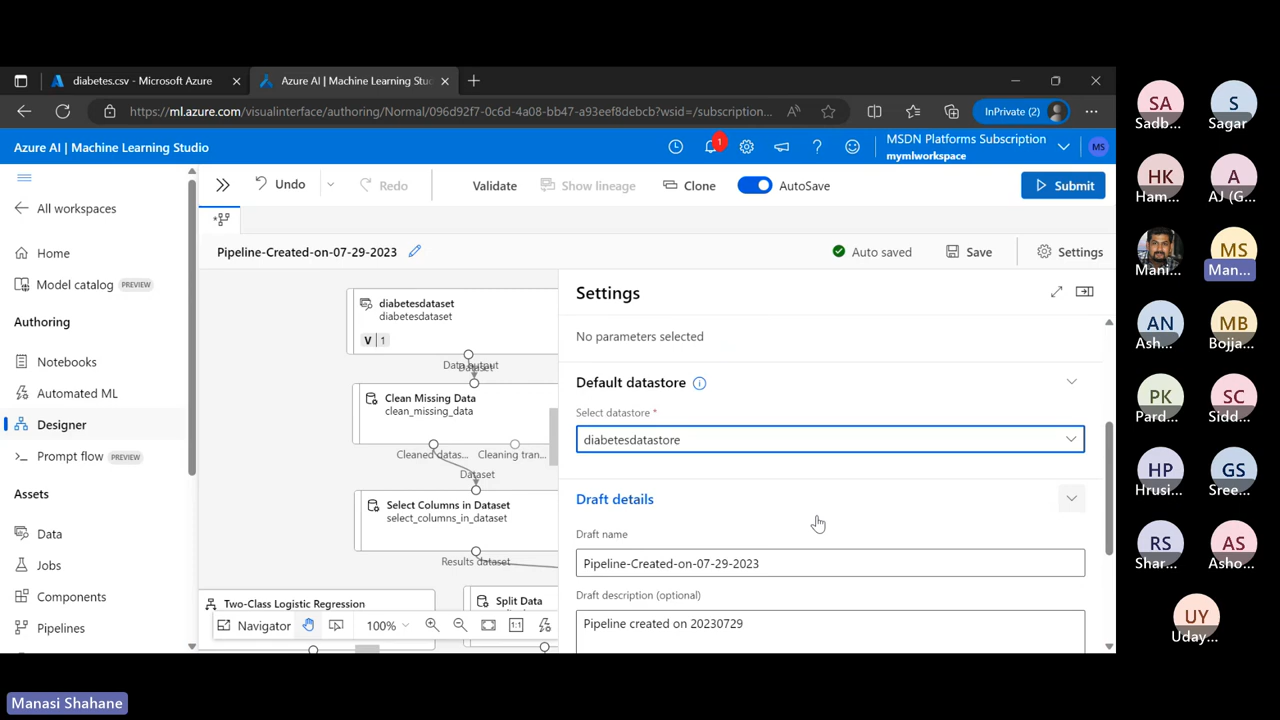 diabetes.csv - Microsoft Azure
Azure AI | Machine Learning Stu
https://ml.azure.com/visualinterface/authoring/Normal/096d92f7-0c6d-4a08-bb47-a93eef8debcb?wsid=/subscription...
InPrivate (2)
Azure AI | Machine Learning Studio
1
MSDN Platforms Subscription
mymlworkspace
MS
Undo
Redo
Validate
Show lineage
Clone
AutoSave
Submit
All workspaces
Home
Model catalog PREVIEW
Authoring
Notebooks
Automated ML
Designer
Prompt flow PREVIEW
Assets
Data
Jobs
Components
Pipelines
Pipeline-Created-on-07-29-2023
Auto saved
Save
Settings
diabetesdataset
diabetesdataset
V | 1
Data output
Dataset
Clean Missing Data
clean_missing_data
Cleaned datas...
Cleaning tran...
Dataset
Select Columns in Dataset
select_columns_in_dataset
Results dataset
Two-Class Logistic Regression
Split Data
Navigator
100%
1:1
Settings
No parameters selected
Default datastore
Select datastore *
diabetesdatastore
Draft details
Draft name
Pipeline-Created-on-07-29-2023
Draft description (optional)
Pipeline created on 20230729
SA
Sadb...
S
Sagar
HK
Ham...
A
AJ (G...
Mani...
MS
Man...
AN
Ash...
MB
Bojja...
PK
Pard...
SC
Sidd...
HP
Hrusi...
GS
Sree...
RS
Shar...
AS
Asho...
UY
Uday...
Manasi Shahane